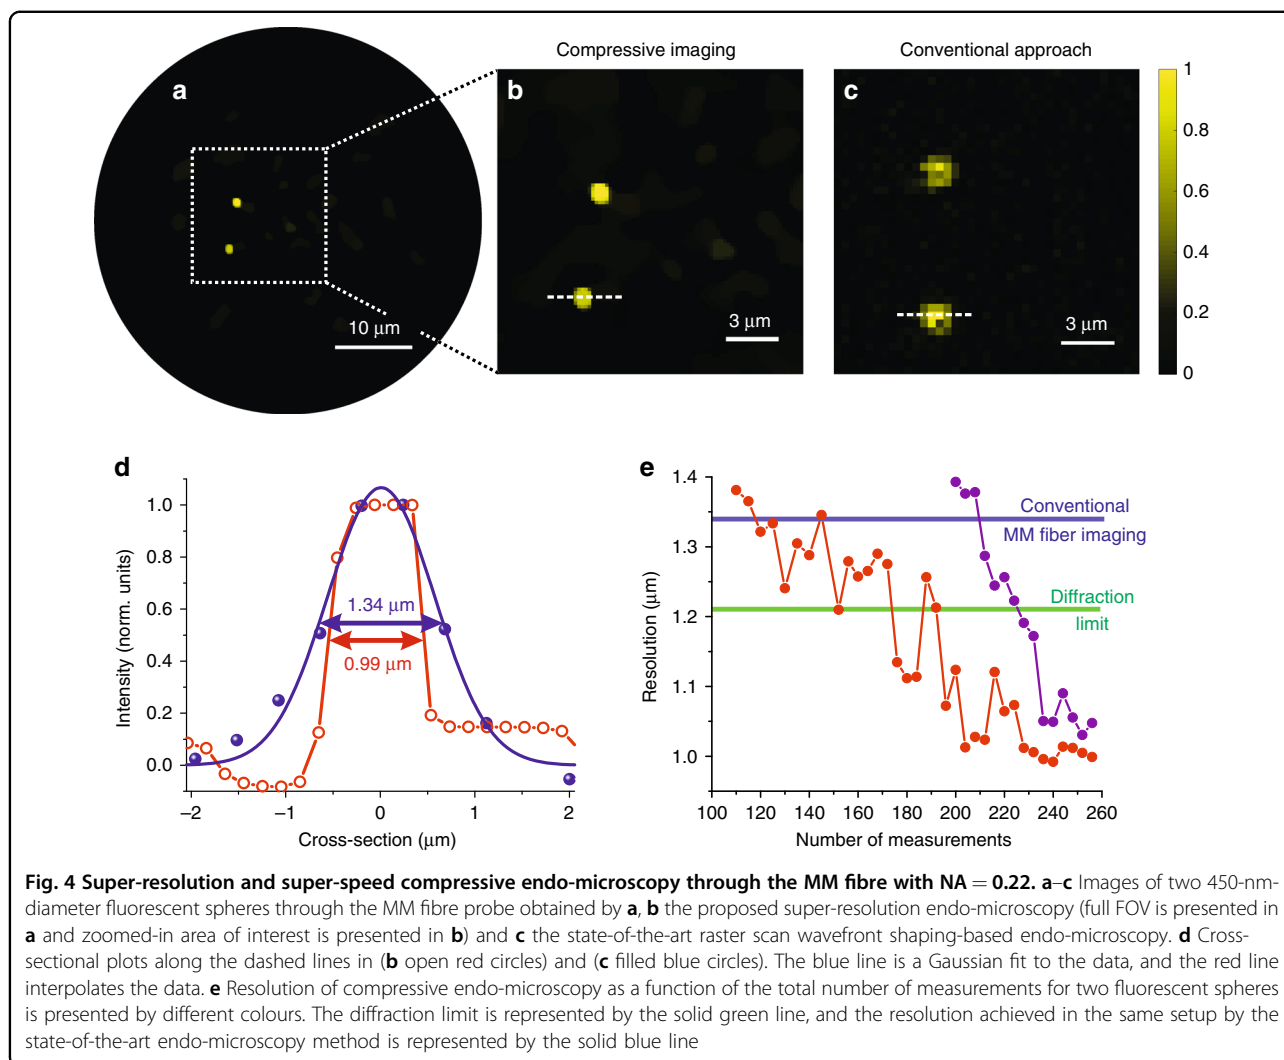 Compressive imaging
Conventional approach
a
b
c
10 μm
3 μm
3 μm
1
0.8
0.6
0.4
0.2
0
d
1.0
0.8
0.6
0.4
0.2
0.0
Intensity (norm. units)
1.34 μm
0.99 μm
−2
−1
0
1
2
Cross-section (μm)
e
1.4
1.3
1.2
1.1
1.0
Resolution (μm)
Conventional
MM fiber imaging
Diffraction
limit
100 120 140 160 180 200 220 240 260
Number of measurements
Fig. 4 Super-resolution and super-speed compressive endo-microscopy through the MM fibre with NA = 0.22. a–c Images of two 450-nm-
diameter fluorescent spheres through the MM fibre probe obtained by a, b the proposed super-resolution endo-microscopy (full FOV is presented in
a and zoomed-in area of interest is presented in b) and c the state-of-the-art raster scan wavefront shaping-based endo-microscopy. d Cross-
sectional plots along the dashed lines in (b open red circles) and (c filled blue circles). The blue line is a Gaussian fit to the data, and the red line
interpolates the data. e Resolution of compressive endo-microscopy as a function of the total number of measurements for two fluorescent spheres
is presented by different colours. The diffraction limit is represented by the solid green line, and the resolution achieved in the same setup by the
state-of-the-art endo-microscopy method is represented by the solid blue line